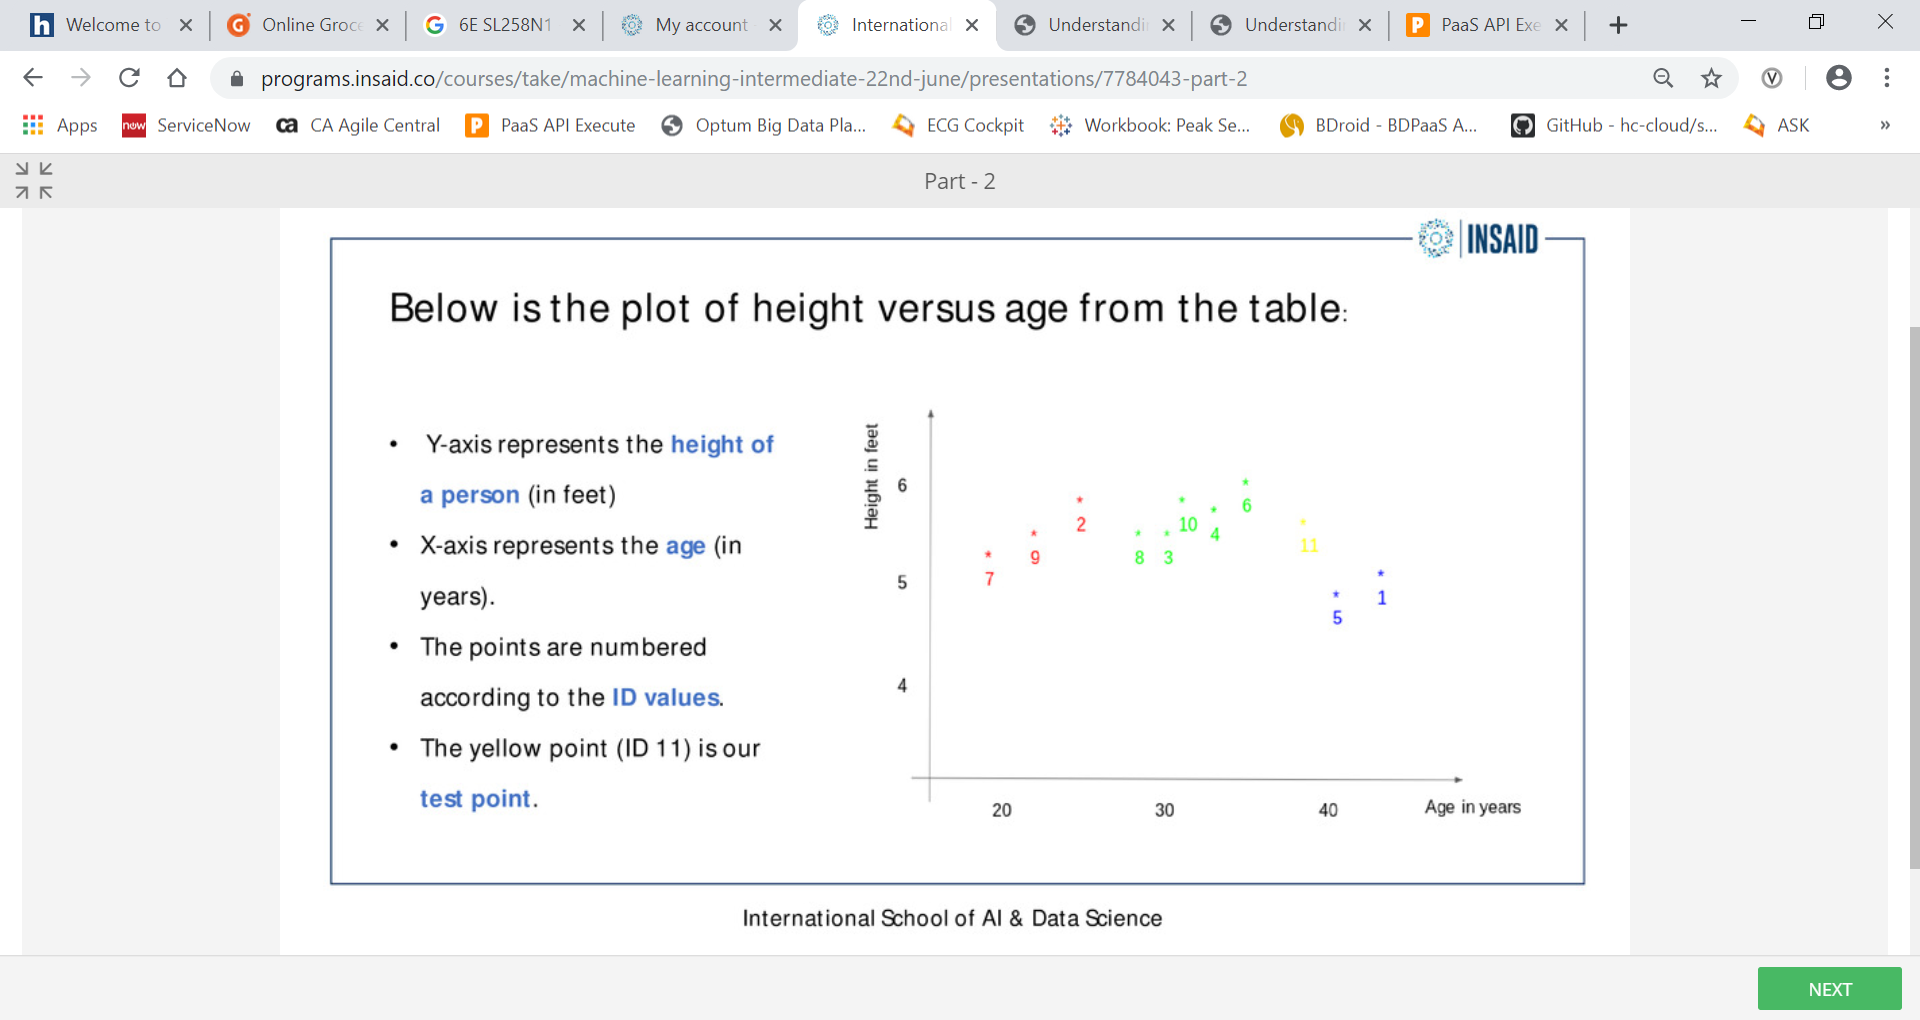 Welcome to
Online Groce
6E SL258N1
My account
International
Understandin
Understandin
PaaS API Exe
programs.insaid.co/courses/take/machine-learning-intermediate-22nd-june/presentations/7784043-part-2
Apps
now ServiceNow
ca CA Agile Central
PaaS API Execute
Optum Big Data Pla...
ECG Cockpit
Workbook: Peak Se...
BDroid - BDPaaS A...
GitHub - hc-cloud/s...
ASK
»
Part - 2
INSAID
Below is the plot of height versus age from the table:
• Y-axis represents the height of
a person (in feet)
• X-axis represents the age (in
years).
• The points are numbered
according to the ID values.
• The yellow point (ID 11) is our
test point.
Height in feet
6
5
4
* 7
* 9
* 2
* 8
* 3
* 10
* 4
* 6
* 11
* 5
* 1
20 30 40 Age in years
International School of AI & Data Science
NEXT